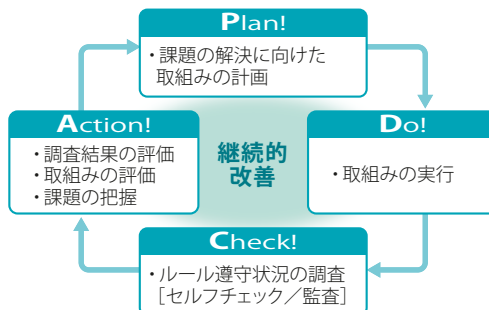 Plan!
・課題の解決に向けた
取組みの計画
Action!
・調査結果の評価
・取組みの評価
・課題の把握
継続的
改善
Do!
・取組みの実行
Check!
・ルール遵守状況の調査
［セルフチェック／監査］